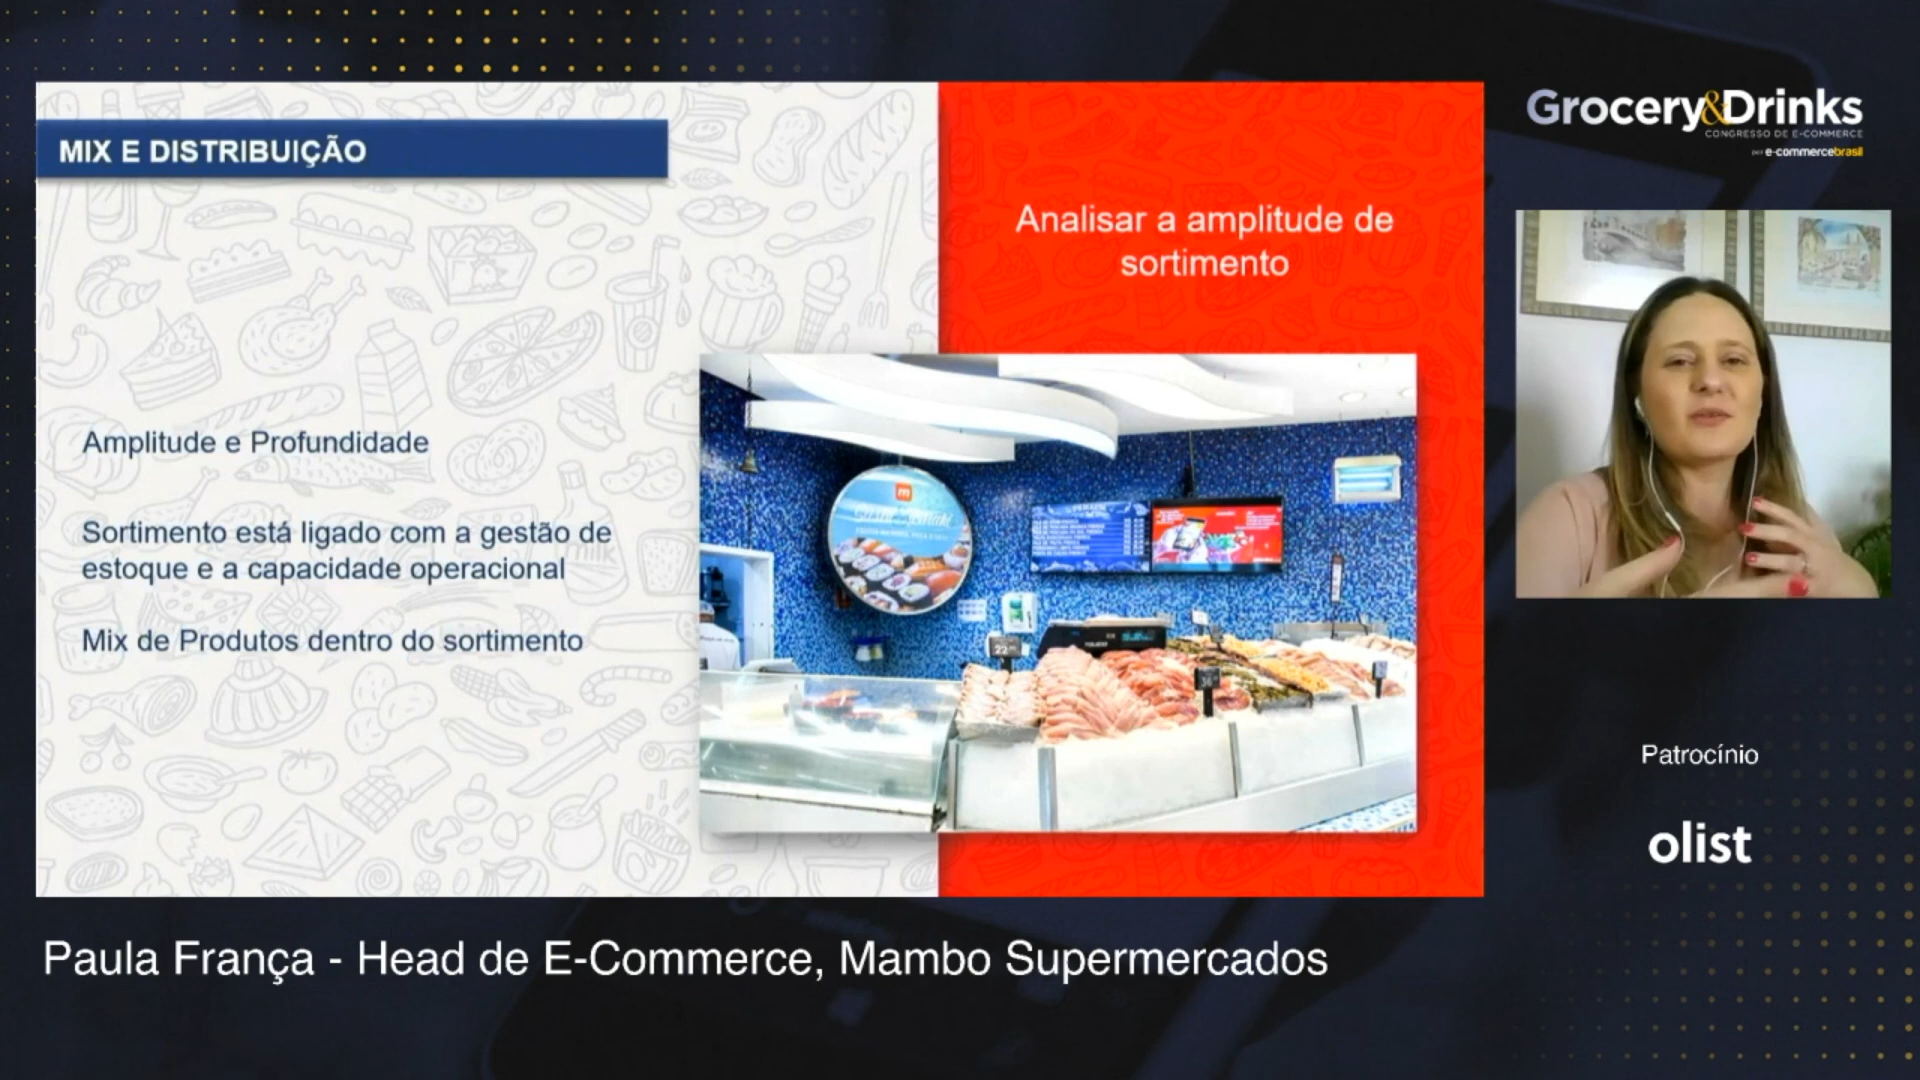 MIX E DISTRIBUIÇÃO
Analisar a amplitude de
sortimento
Amplitude e Profundidade
Sortimento está ligado com a gestão de
estoque e a capacidade operacional
Mix de Produtos dentro do sortimento
m
22
Grocery&Drinks
CONGRESSO DE E-COMMERCE
por e-commercebrasil
Patrocínio
olist
Paula França - Head de E-Commerce, Mambo Supermercados